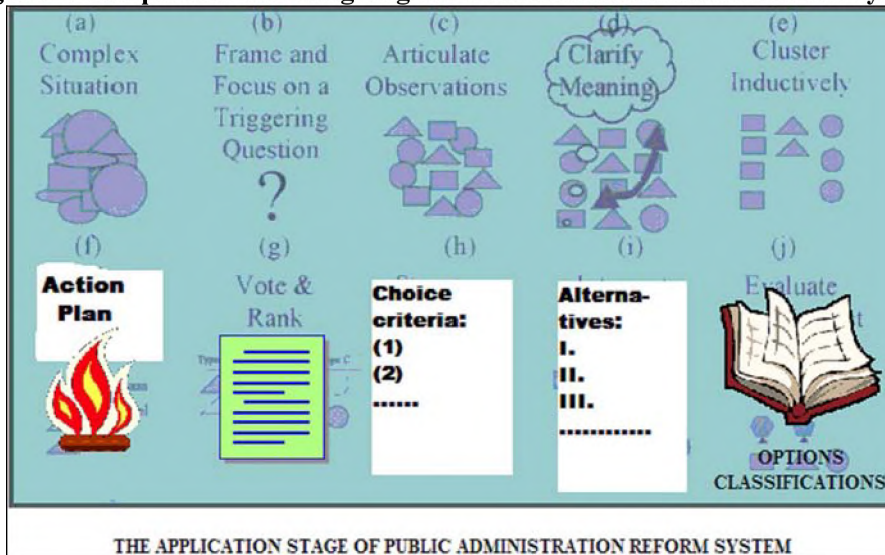 (a)
Complex
Situation
(b)
Frame and
Focus on a
Triggering
Question
?
(c)
Articulate
Observations
(d)
Clarify
Meaning
(e)
Cluster
Inductively
(f)
Action
Plan
(g)
Vote &
Rank
(h)
Choice
criteria:
(1)
(2)
......
(i)
Alterna-
tives:
I.
II.
III.
............
(j)
Evaluate
OPTIONS
CLASSIFICATIONS
THE APPLICATION STAGE OF PUBLIC ADMINISTRATION REFORM SYSTEM